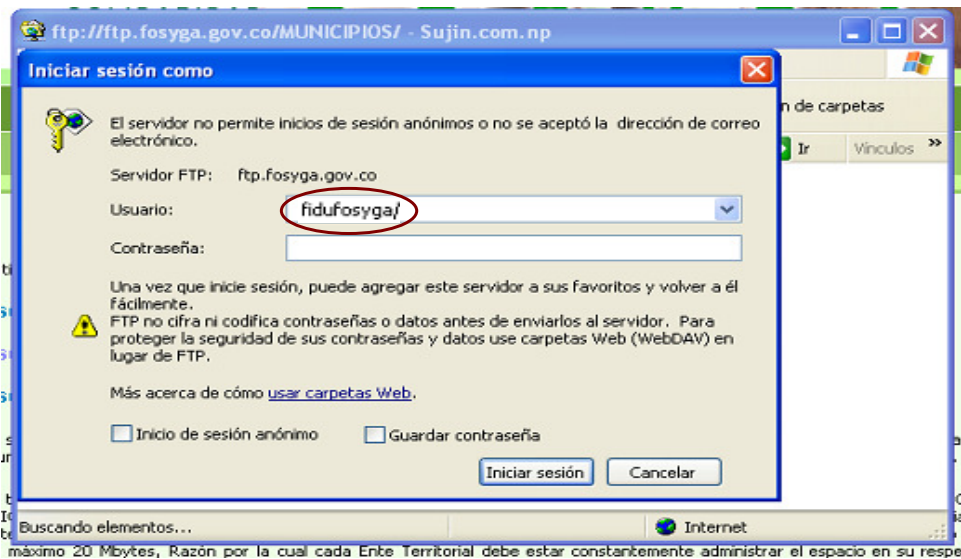 ftp://ftp.fosyga.gov.co/MUNICIPIOS/ - Sujin.com.np
Iniciar sesión como
n de carpetas
El servidor no permite inicios de sesión anónimos o no se aceptó la dirección de correo
electrónico.
Ir
Vínculos »
Servidor FTP: ftp.fosyga.gov.co
Usuario: fidufosyga/
Contraseña:
Una vez que inicie sesión, puede agregar este servidor a sus favoritos y volver a él
fácilmente.
FTP no cifra ni codifica contraseñas o datos antes de enviarlos al servidor. Para
proteger la seguridad de sus contraseñas y datos use carpetas Web (WebDAV) en
lugar de FTP.
Más acerca de cómo usar carpetas Web.
Inicio de sesión anónimo
Guardar contraseña
Iniciar sesión
Cancelar
Buscando elementos...
Internet
máximo 20 Mbytes, Razón por la cual cada Ente Territorial debe estar constantemente administrar el espacio en su respe